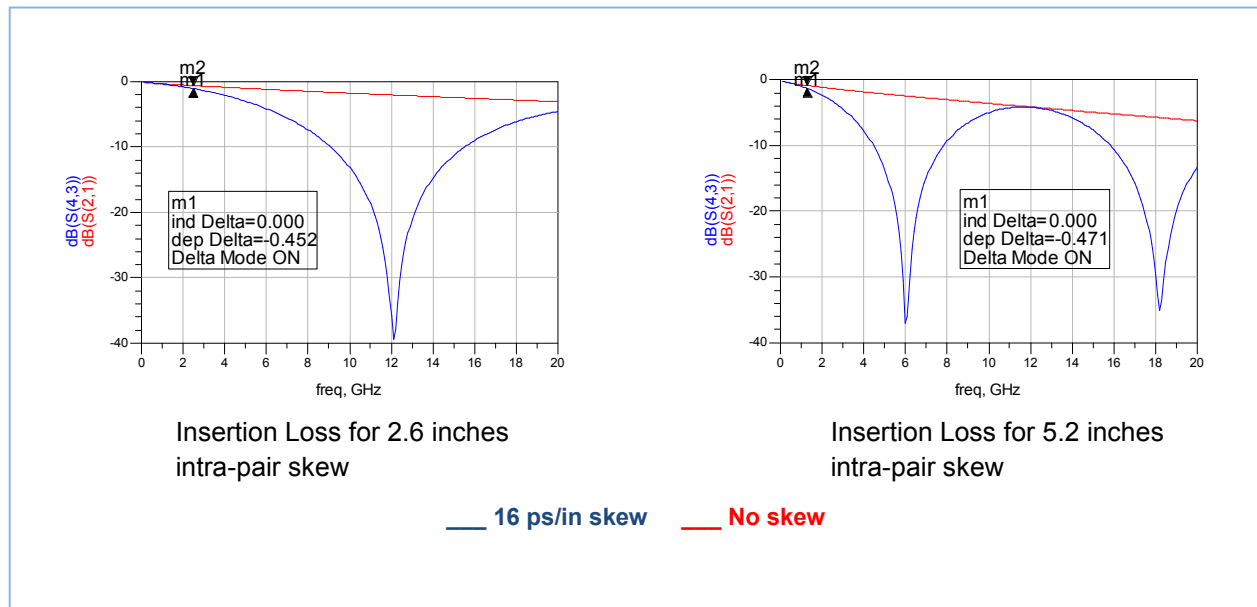 m2
m1
0
-10
-20
-30
-40
dB(S(4,3))
dB(S(2,1))
m1
ind Delta=0.000
dep Delta=-0.452
Delta Mode ON
0 2 4 6 8 10 12 14 16 18 20
freq, GHz
Insertion Loss for 2.6 inches
intra-pair skew
m2
m1
0
-10
-20
-30
-40
dB(S(4,3))
dB(S(2,1))
m1
ind Delta=0.000
dep Delta=-0.471
Delta Mode ON
0 2 4 6 8 10 12 14 16 18 20
freq, GHz
Insertion Loss for 5.2 inches
intra-pair skew
___ 16 ps/in skew ___ No skew